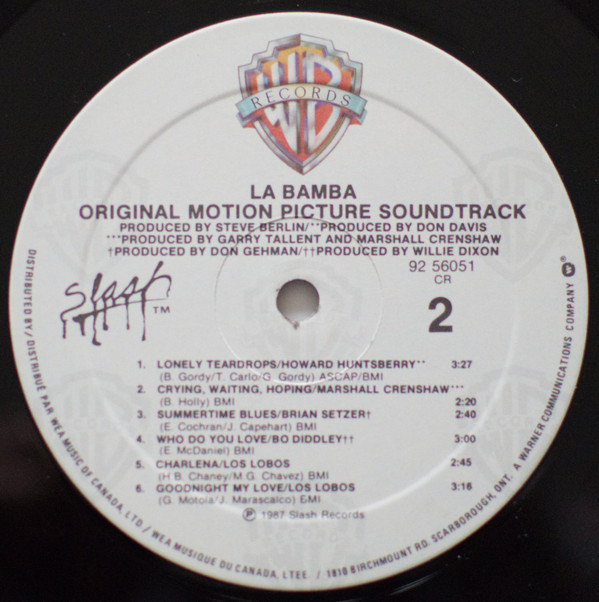 WB
RECORDS
LA BAMBA
ORIGINAL MOTION PICTURE SOUNDTRACK
PRODUCED BY STEVE BERLIN/**PRODUCED BY DON DAVIS
***PRODUCED BY GARRY TALLENT AND MARSHALL CRENSHAW
†PRODUCED BY DON GEHMAN/††PRODUCED BY WILLIE DIXON
92 56051
CR
slash TM
2
1. LONELY TEARDROPS/HOWARD HUNTSBERRY** 3:27
(B. Gordy/T. Carlo/G. Gordy) ASCAP/BMI
2. CRYING, WAITING, HOPING/MARSHALL CRENSHAW***
(B. Holly) BMI 2:20
3. SUMMERTIME BLUES/BRIAN SETZER† 2:40
(E. Cochran/J. Capehart) BMI
4. WHO DO YOU LOVE/BO DIDDLEY†† 3:00
(E. McDaniel) BMI
5. CHARLENA/LOS LOBOS 2:45
(H.B. Chaney/M.G. Chavez) BMI
6. GOODNIGHT MY LOVE/LOS LOBOS 3:16
(G. Motola/J. Marascalco) BMI
℗ 1987 Slash Records
DISTRIBUTED BY/DISTRIBUÉ PAR WEA MUSIC OF CANADA, LTD./WEA MUSIQUE DU CANADA, LTEE. / 1810 BIRCHMOUNT RD. SCARBOROUGH, ONT. A WARNER COMMUNICATIONS COMPANY